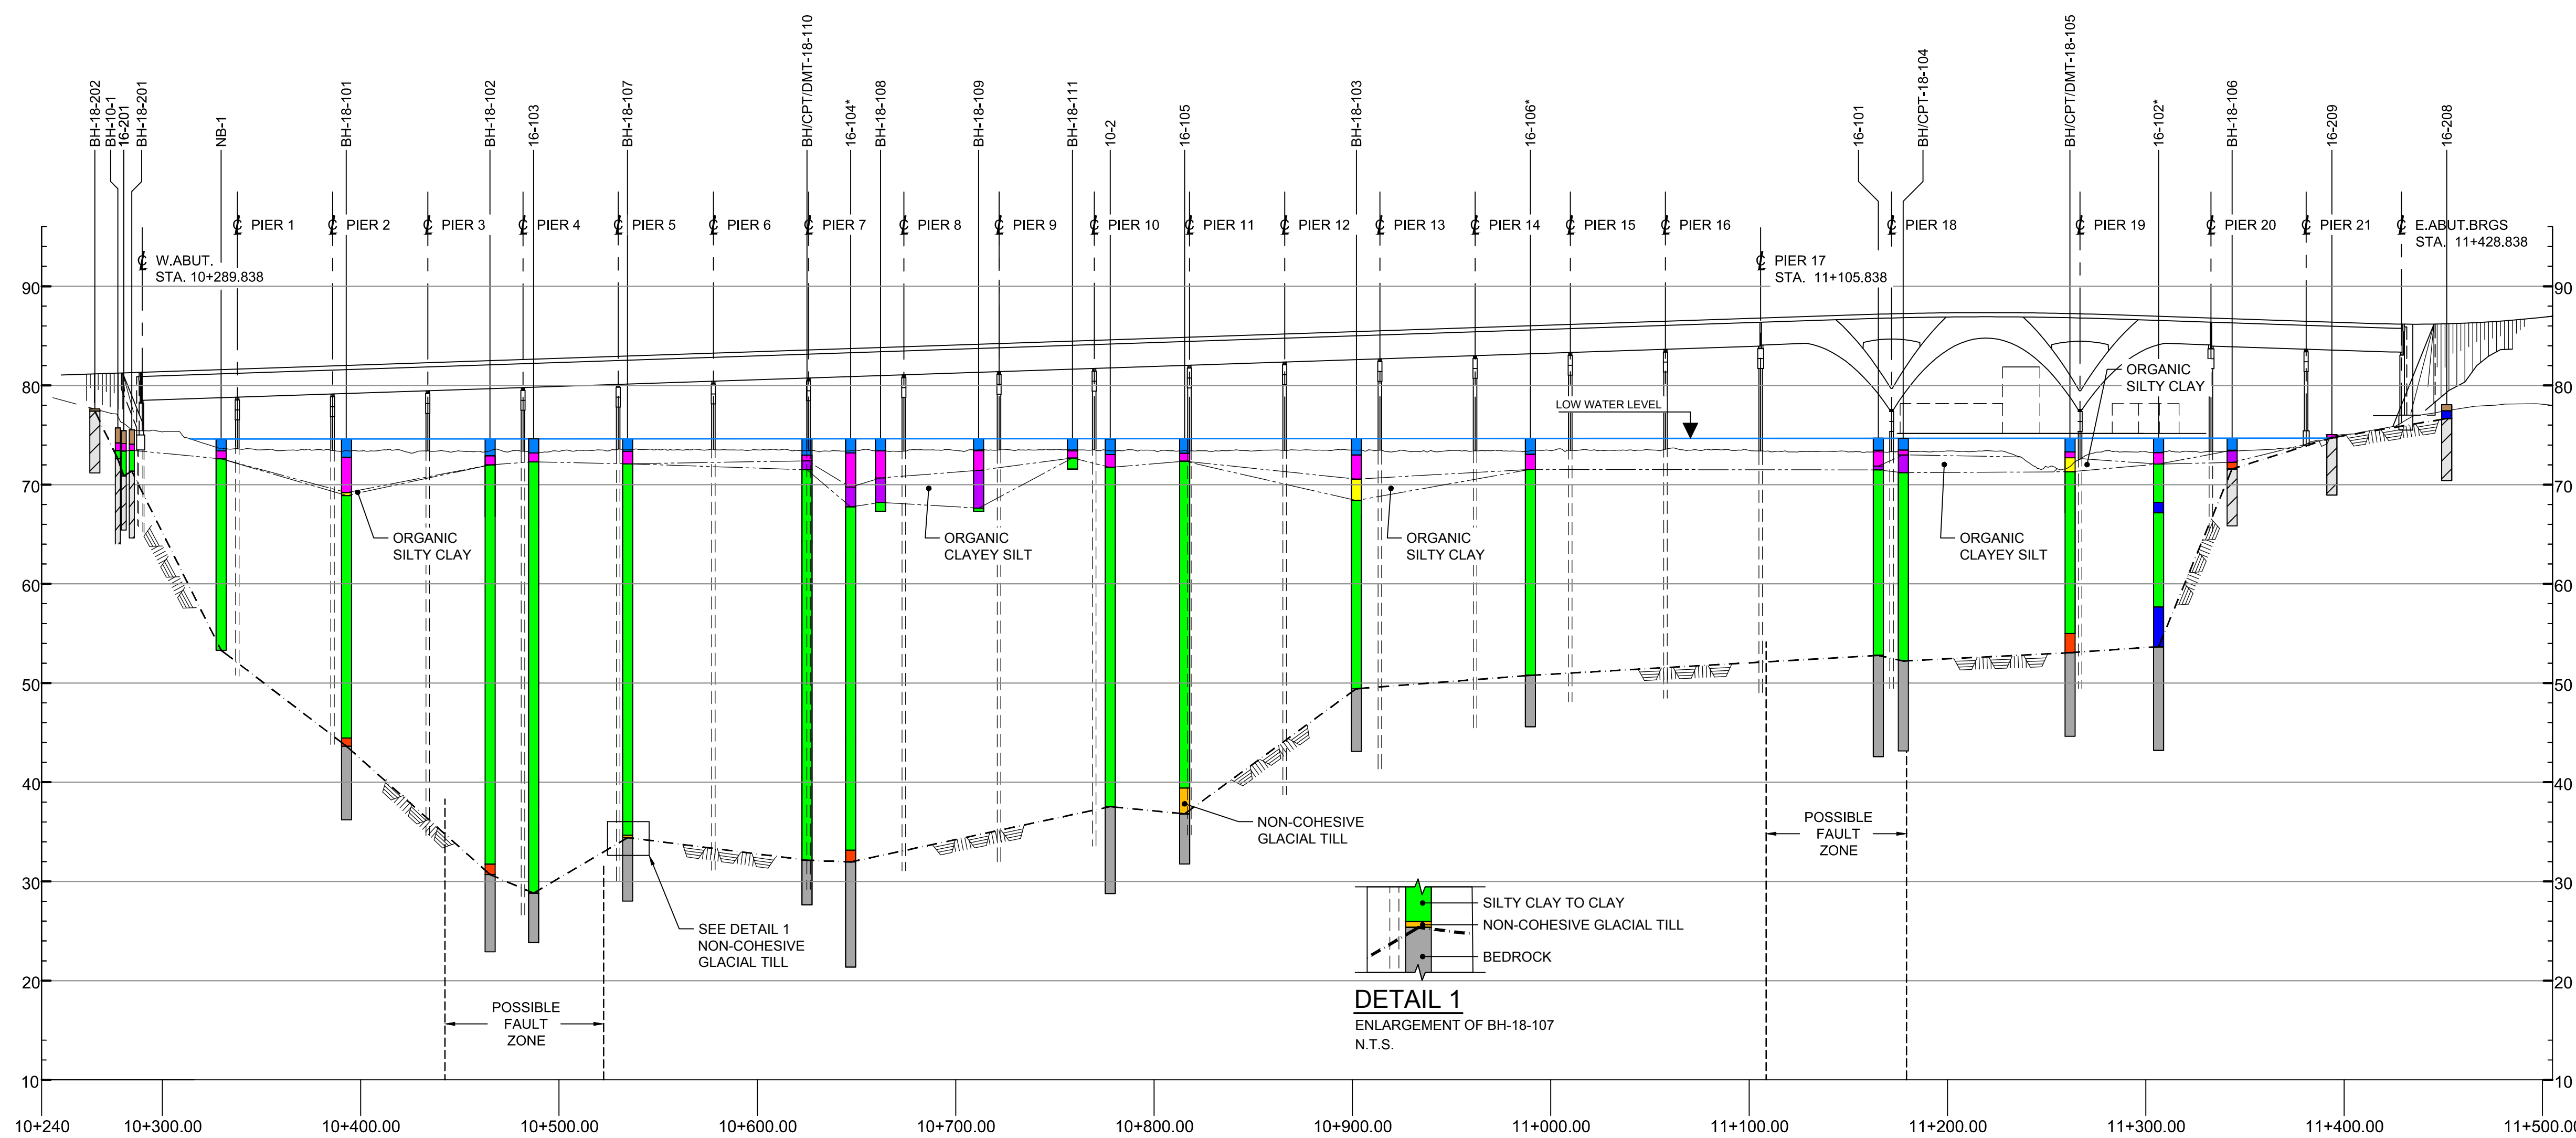 BH-18-202
BH-10-1
16-201
BH-18-201
NB-1
BH-18-101
BH-18-102
16-103
BH-18-107
BH/CPT/DMT-18-110
16-104*
BH-18-108
BH-18-109
BH-18-111
10-2
16-105
BH-18-103
16-106*
16-101
BH/CPT-18-104
BH/CPT/DMT-18-105
16-102*
BH-18-106
16-209
16-208
℄ PIER 1
℄ PIER 2
℄ PIER 3
℄ PIER 4
℄ PIER 5
℄ PIER 6
℄ PIER 7
℄ PIER 8
℄ PIER 9
℄ PIER 10
℄ PIER 11
℄ PIER 12
℄ PIER 13
℄ PIER 14
℄ PIER 15
℄ PIER 16
℄ PIER 18
℄ PIER 19
℄ PIER 20
℄ PIER 21
℄ E.ABUT.BRGS
STA. 11+428.838
℄ W.ABUT.
STA. 10+289.838
℄ PIER 17
STA. 11+105.838
90
90
80
80
ORGANIC
SILTY CLAY
LOW WATER LEVEL
70
70
ORGANIC
SILTY CLAY
ORGANIC
CLAYEY SILT
ORGANIC
SILTY CLAY
ORGANIC
CLAYEY SILT
60
60
50
50
40
40
NON-COHESIVE
GLACIAL TILL
POSSIBLE
FAULT
ZONE
30
30
SEE DETAIL 1
NON-COHESIVE
GLACIAL TILL
SILTY CLAY TO CLAY
NON-COHESIVE GLACIAL TILL
BEDROCK
20
20
DETAIL 1
ENLARGEMENT OF BH-18-107
N.T.S.
POSSIBLE
FAULT
ZONE
10
10
10+240
10+300.00
10+400.00
10+500.00
10+600.00
10+700.00
10+800.00
10+900.00
11+000.00
11+100.00
11+200.00
11+300.00
11+400.00
11+500.00